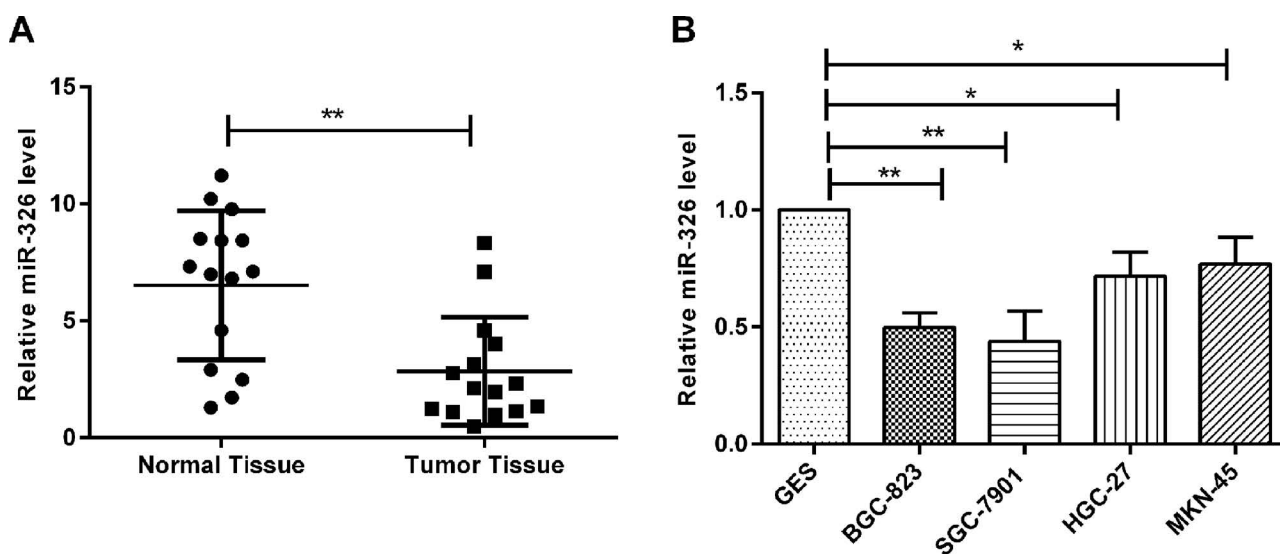 A
Relative miR-326 level
15
10
5
0
**
Normal Tissue
Tumor Tissue
B
Relative miR-326 level
1.5
1.0
0.5
0.0
*
*
**
**
GES
BGC-823
SGC-7901
HGC-27
MKN-45